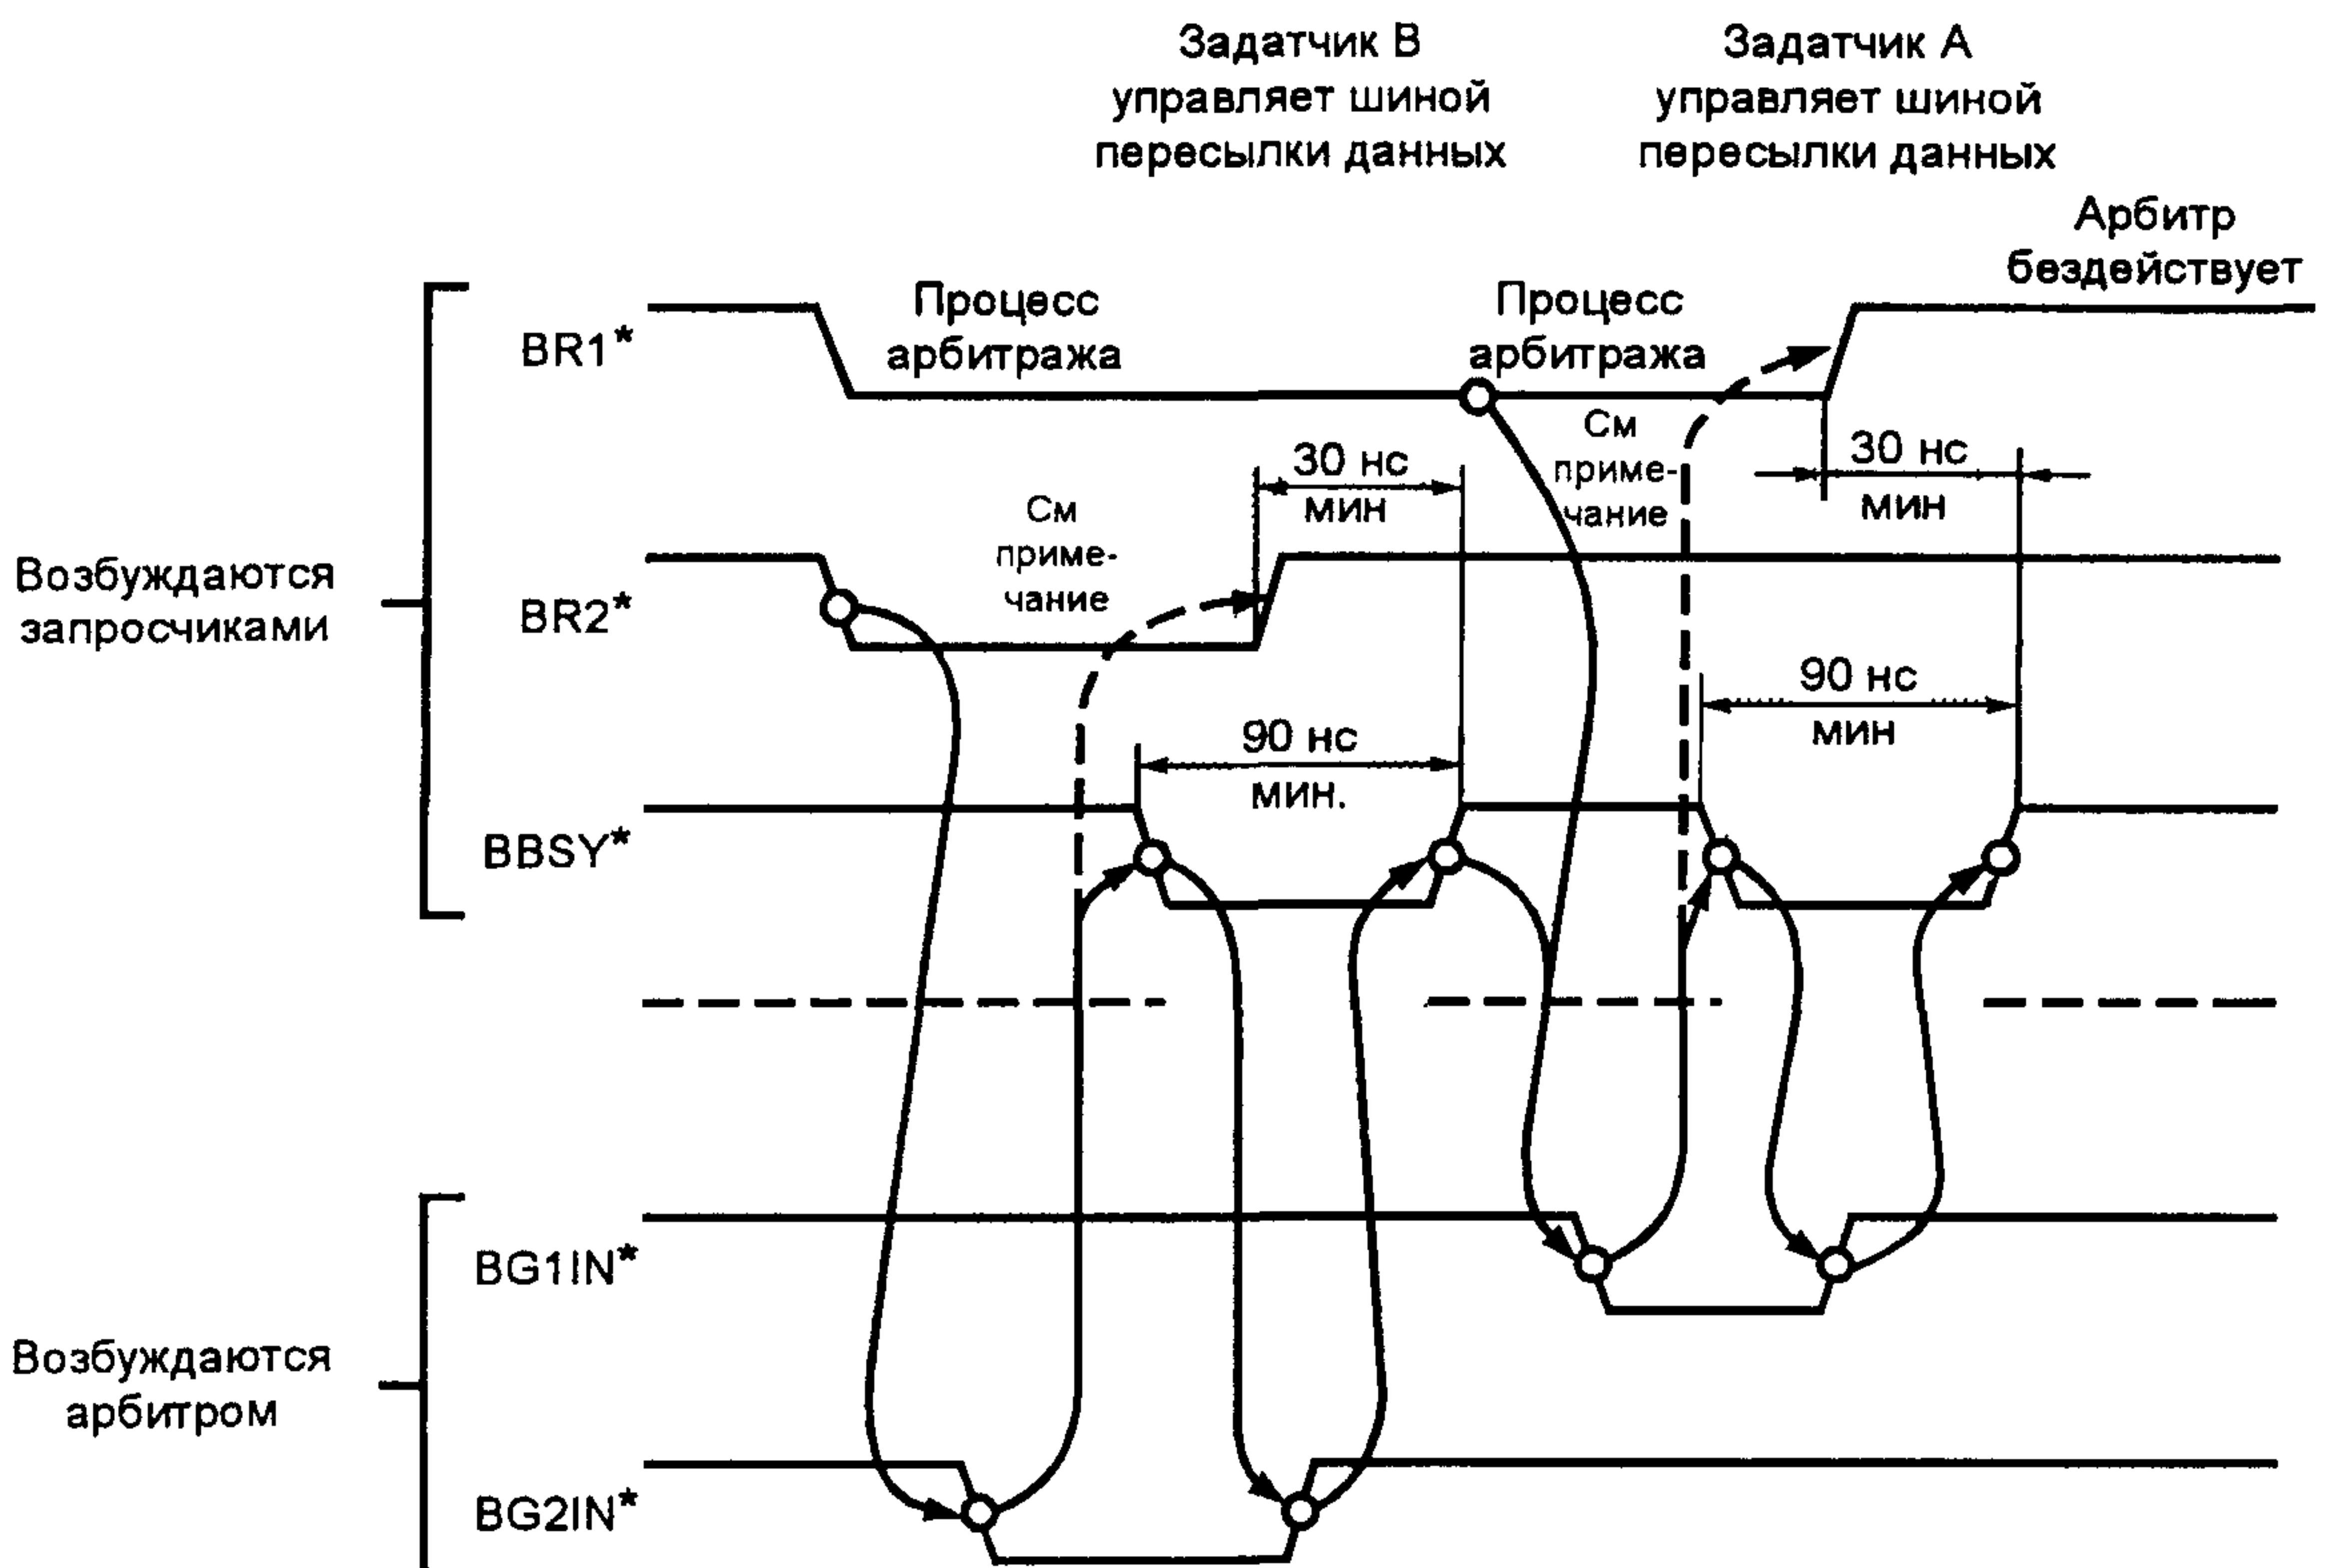 Задатчик В
управляет шиной
пересылки данных
Задатчик А
управляет шиной
пересылки данных
Арбитр
бездействует
Процесс
арбитража
Процесс
арбитража
BR1*
См
приме-
чание
30 нс
мин
30 нс
мин
См
приме-
чание
Возбуждаются
запросчиками
BR2*
90 нс
мин
90 нс
мин.
BBSY*
BG1IN*
Возбуждаются
арбитром
BG2IN*